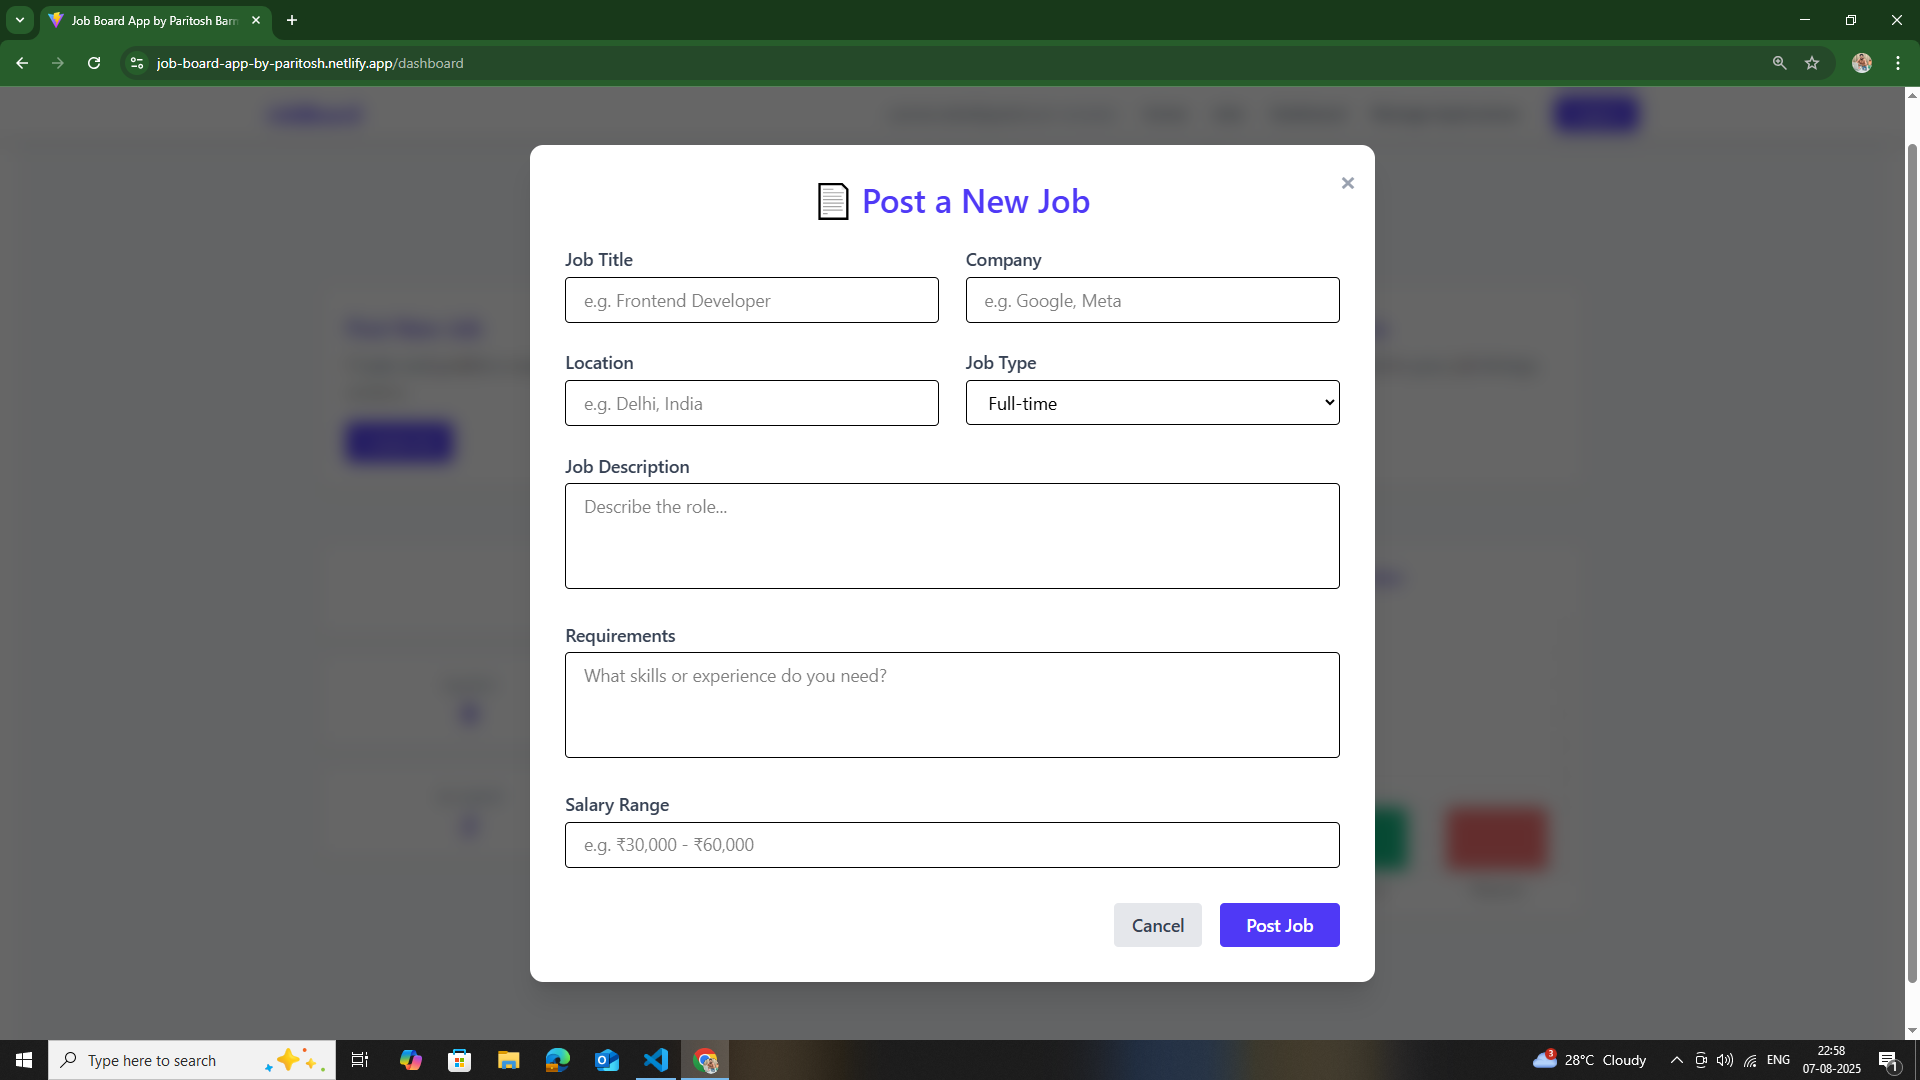 Job Board App by Paritosh Barn
job-board-app-by-paritosh.netlify.app/dashboard
Post a New Job
Job Title
Company
e.g. Frontend Developer
e.g. Google, Meta
Location
Job Type
e.g. Delhi, India
Full-time
Job Description
Describe the role...
Requirements
What skills or experience do you need?
Salary Range
e.g. ₹30,000 - ₹60,000
Cancel
Post Job
Type here to search
3
28°C Cloudy
ENG
22:58
07-08-2025
1